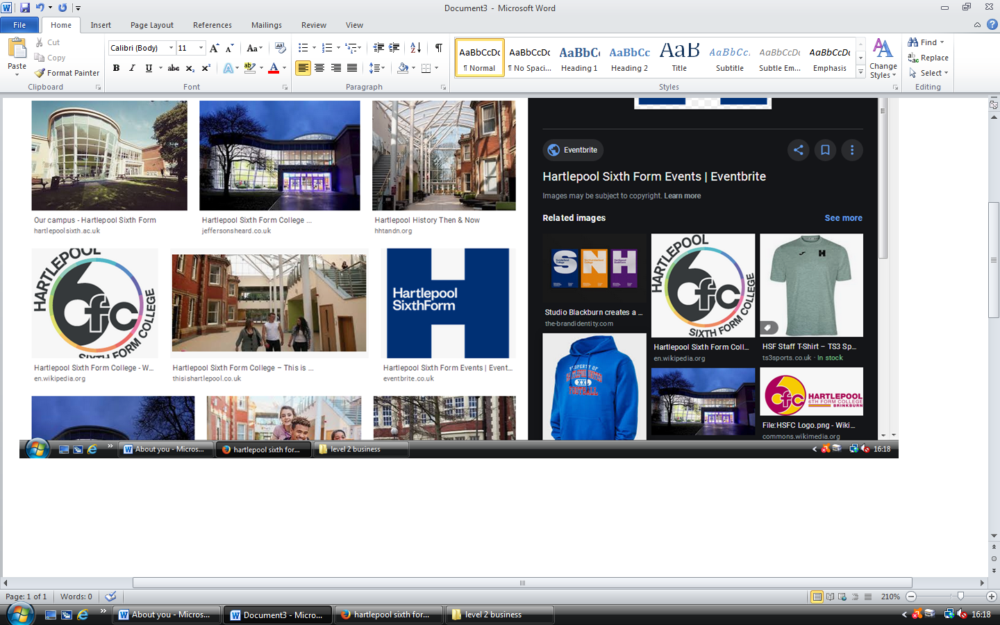 Document3 - Microsoft Word
File Home Insert Page Layout References Mailings Review View
Paste
Cut
Copy
Format Painter
Clipboard
Calibri (Body) 11
Font
Paragraph
AaBbCcDc AaBbCcDc AaBbCc AaBbCc AaB AaBbCc. AaBbCcDc AaBbCcDc
¶ Normal ¶ No Spaci... Heading 1 Heading 2 Title Subtitle Subtle Em... Emphasis
Change Styles
Styles
Find
Replace
Select
Editing
Our campus - Hartlepool Sixth Form
hartlepoolsixth.ac.uk
Hartlepool Sixth Form College ...
jeffersonsheard.co.uk
Hartlepool History Then & Now
hhtandn.org
HARTLEPOOL
6fc
SIXTH FORM COLLEGE
Hartlepool Sixth Form College - W...
en.wikipedia.org
Hartlepool Sixth Form College – This is ...
thisishartlepool.co.uk
Hartlepool
SixthForm
Hartlepool Sixth Form Events | Event...
eventbrite.co.uk
Eventbrite
Hartlepool Sixth Form Events | Eventbrite
Images may be subject to copyright. Learn more
Related images See more
S N H
Studio Blackburn creates a ...
the-brandidentity.com
HARTLEPOOL
6fc
SIXTH FORM COLLEGE
Hartlepool Sixth Form Coll...
en.wikipedia.org
H
HSF Staff T-Shirt – TS3 Sp...
ts3sports.co.uk · In stock
PROPERTY OF
XXL
FOOTBALL
6fc HARTLEPOOL
6TH FORM COLLEGE
BRINKBURN
File:HSFC Logo.png - Wiki...
commons.wikimedia.org
About you - Micros... hartlepool sixth for... level 2 business 16:18
Page: 1 of 1 Words: 0 210%
About you - Micros... Document3 - Micro... hartlepool sixth for... level 2 business 16:18